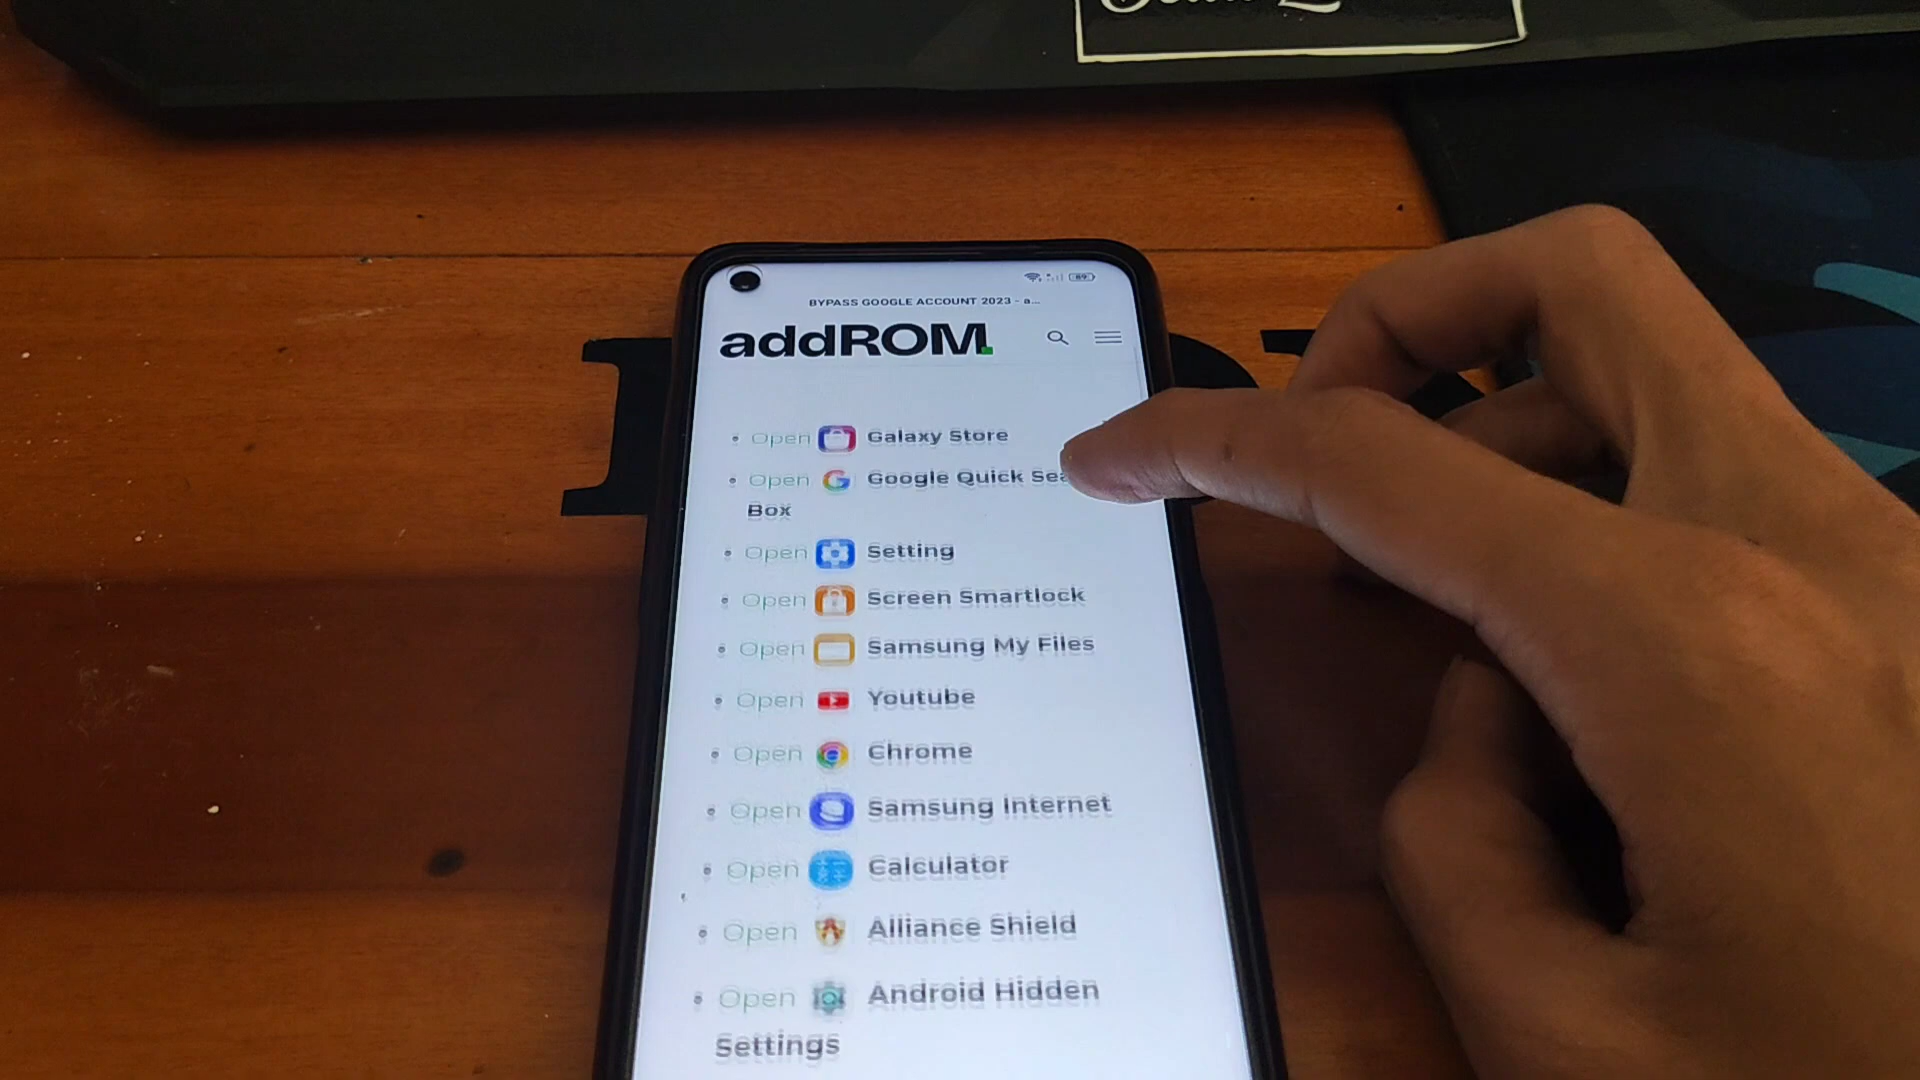 89
BYPASS GOOGLE ACCOUNT 2023 - a...
addROM.
Open Galaxy Store
Open Google Quick Sea
Box
Open Setting
Open Screen Smartlock
Open Samsung My Files
Open Youtube
Open Chrome
Open Samsung Internet
Open Calculator
Open Alliance Shield
Open Android Hidden
Settings